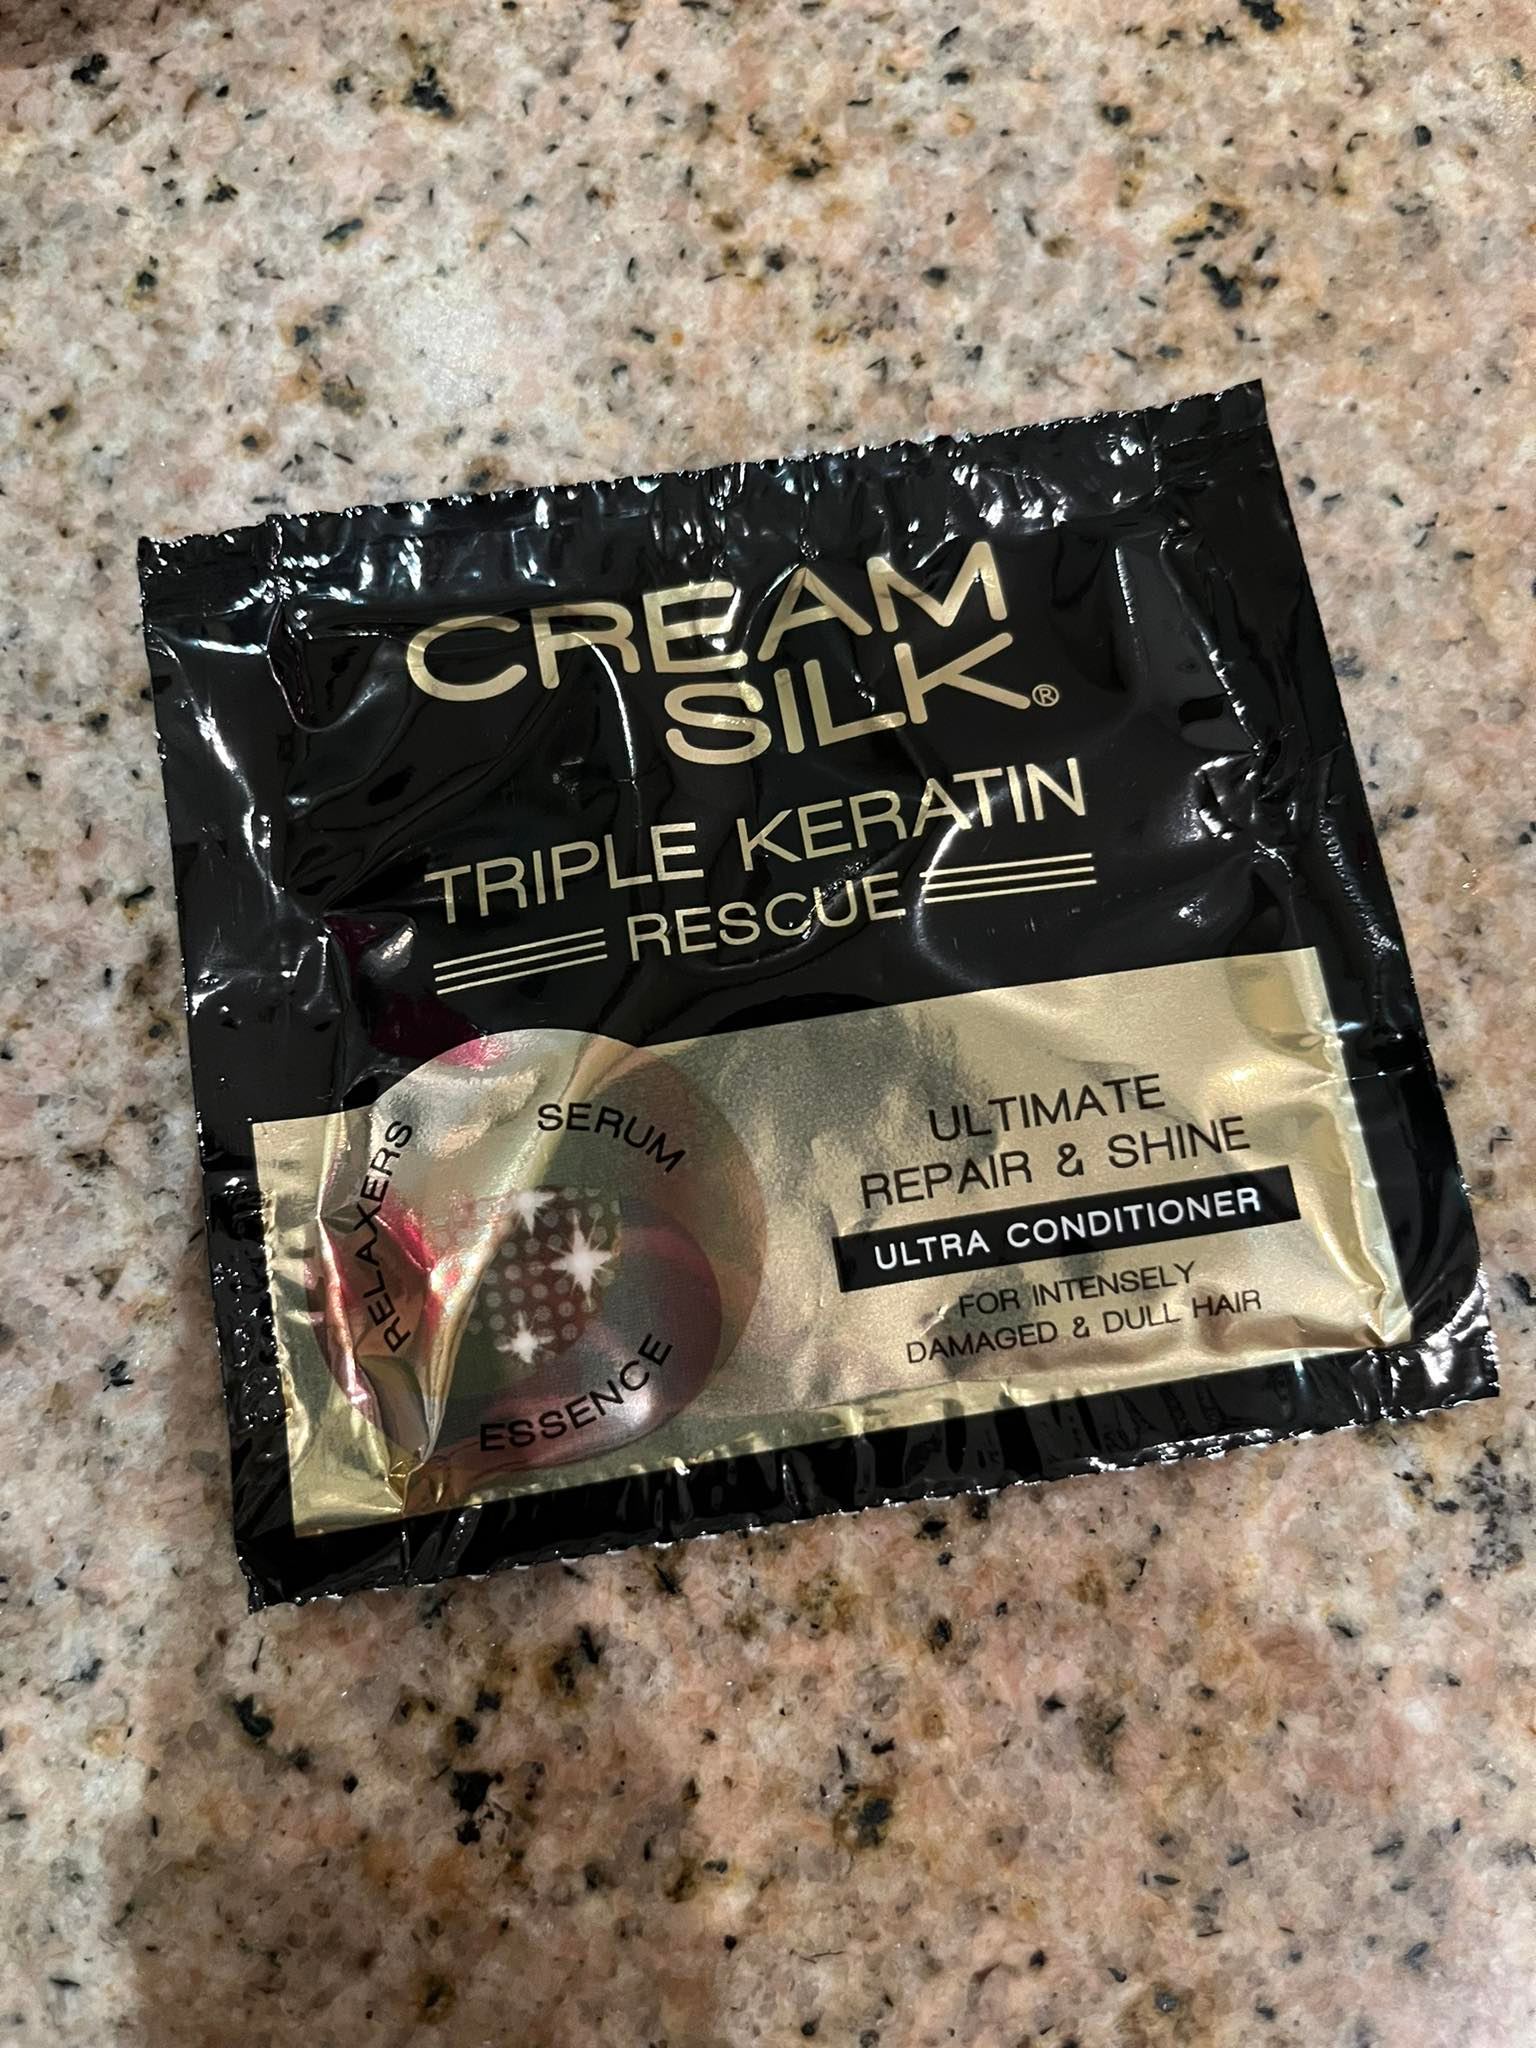 CREAM
SILK®
TRIPLE KERATIN
RESCUE
RELAXERS
SERUM
ESSENCE
ULTIMATE
REPAIR & SHINE
ULTRA CONDITIONER
FOR INTENSELY
DAMAGED & DULL HAIR